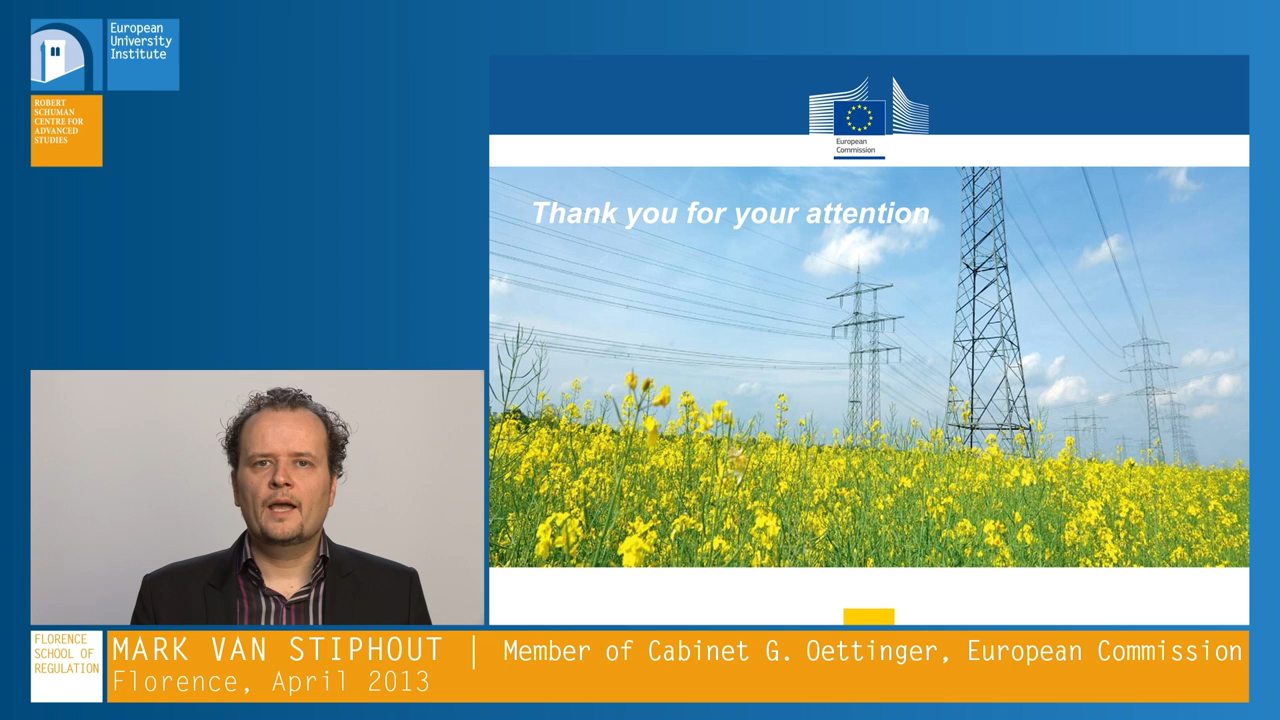 European
University
Institute
ROBERT
SCHUMAN
CENTRE FOR
ADVANCED
STUDIES
European
Commission
Thank you for your attention
FLORENCE
SCHOOL OF
REGULATION
MARK VAN STIPHOUT | Member of Cabinet G. Oettinger, European Commission
Florence, April 2013